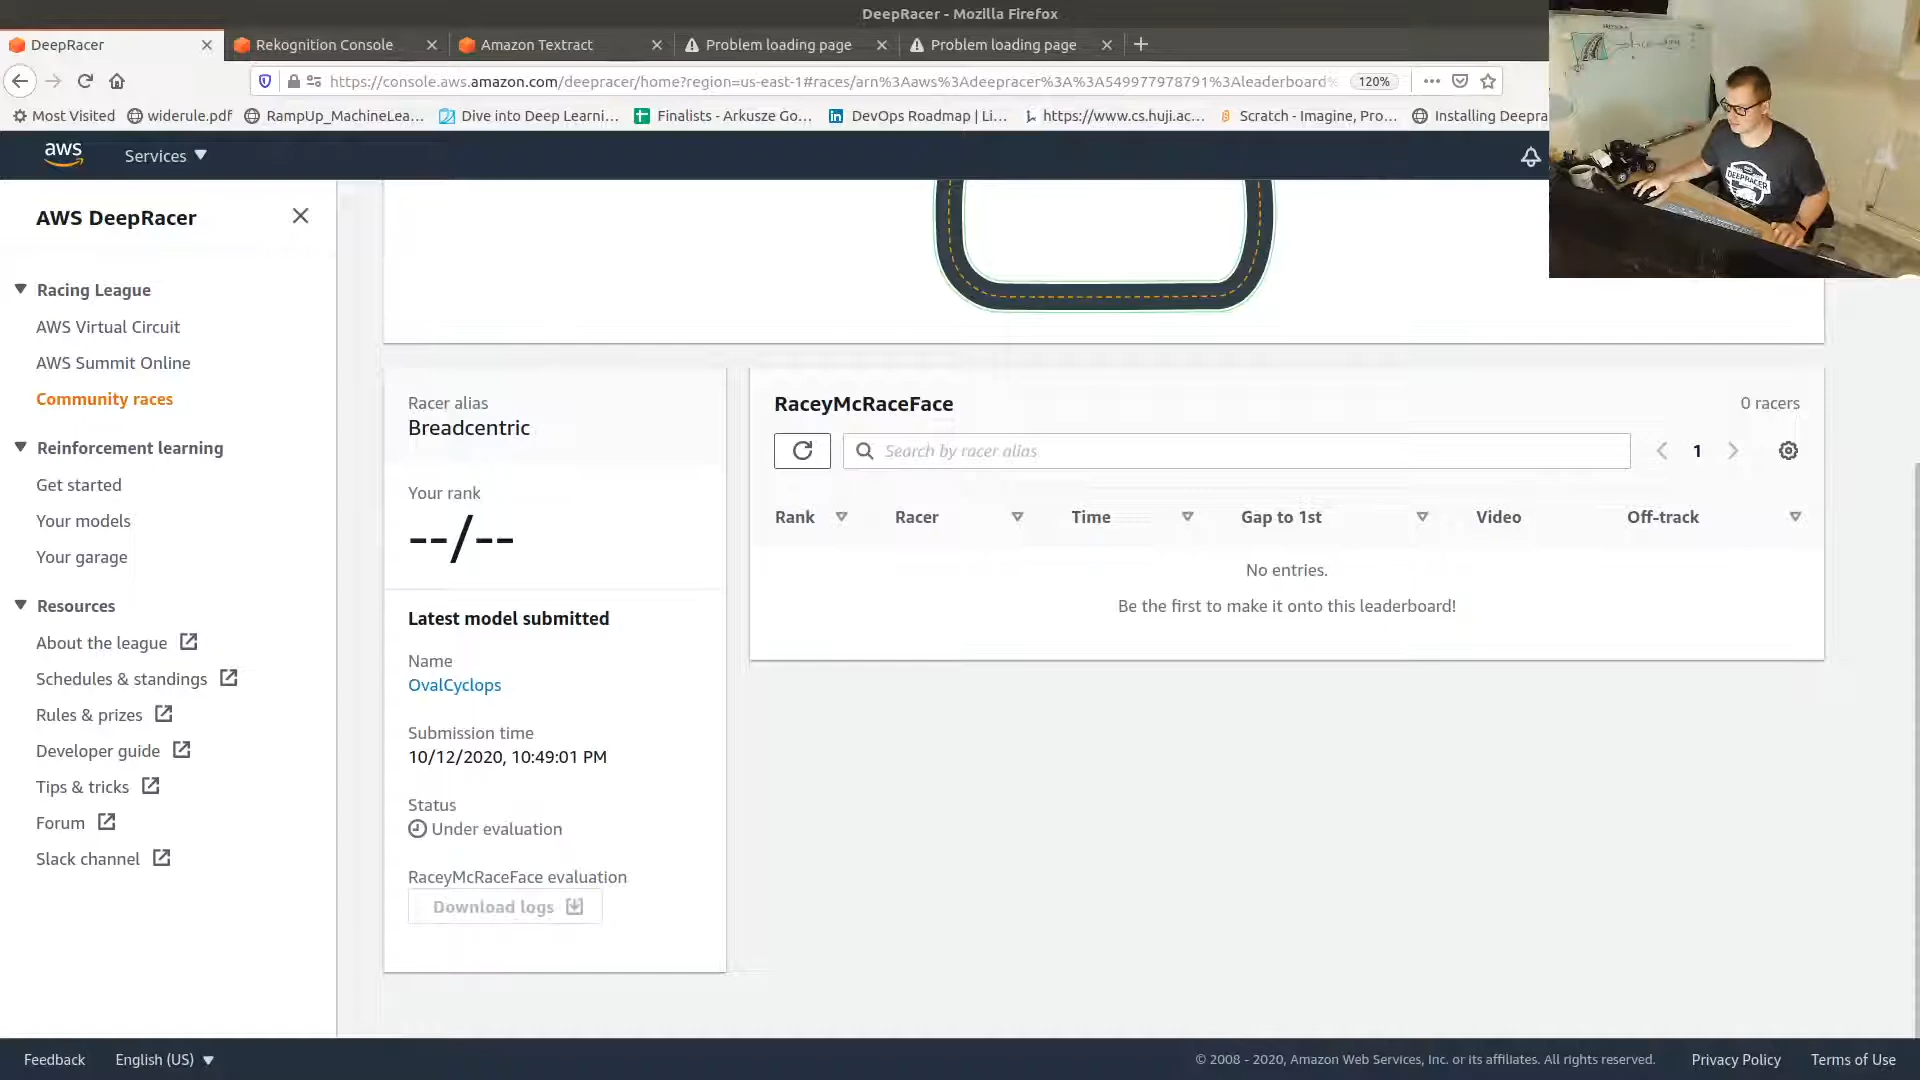 DeepRacer - Mozilla Firefox
DeepRacer
Rekognition Console
Amazon Textract
Problem loading page
Problem loading page
https://console.aws.amazon.com/deepracer/home?region=us-east-1#races/arn%3Aaws%3Adeepracer%3A%3A549977978791%3Aleaderboard%
120%
Most Visited
widerule.pdf
RampUp_MachineLea...
Dive into Deep Learni...
Finalists - Arkusze Go...
DevOps Roadmap | Li...
https://www.cs.huji.ac...
Scratch - Imagine, Pro...
Installing Deepra
aws
Services
AWS DeepRacer
Racing League
AWS Virtual Circuit
AWS Summit Online
Community races
Reinforcement learning
Get started
Your models
Your garage
Resources
About the league
Schedules & standings
Rules & prizes
Developer guide
Tips & tricks
Forum
Slack channel
Racer alias
Breadcentric
Your rank
--/--
Latest model submitted
Name
OvalCyclops
Submission time
10/12/2020, 10:49:01 PM
Status
Under evaluation
RaceyMcRaceFace evaluation
Download logs
RaceyMcRaceFace
0 racers
Search by racer alias
1
Rank
Racer
Time
Gap to 1st
Video
Off-track
No entries.
Be the first to make it onto this leaderboard!
DEEPRACER
Feedback
English (US)
© 2008 - 2020, Amazon Web Services, Inc. or its affiliates. All rights reserved.
Privacy Policy
Terms of Use